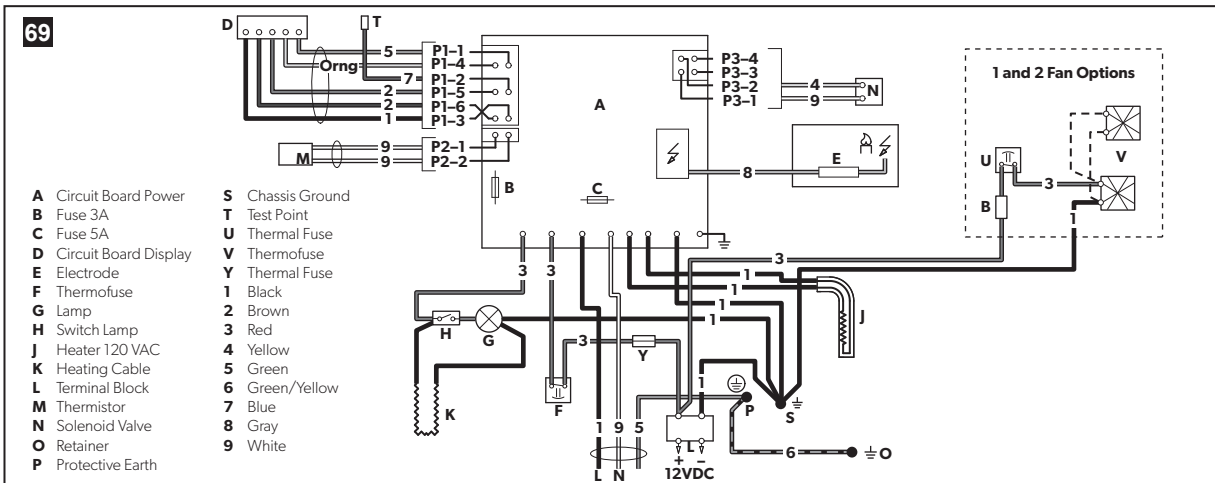 69
D
T
5
P1–1
Orng
P1–4
7
P1–2
2
P1–5
2
P1–6
1
P1–3
9
P2–1
M
9
P2–2
A
B
C
P3–4
P3–3
P3–2
P3–1
4
9
N
8
E
1 and 2 Fan Options
U
V
B
3
1
A Circuit Board Power
B Fuse 3A
C Fuse 5A
D Circuit Board Display
E Electrode
F Thermofuse
G Lamp
H Switch Lamp
J Heater 120 VAC
K Heating Cable
L Terminal Block
M Thermistor
N Solenoid Valve
O Retainer
P Protective Earth
S Chassis Ground
T Test Point
U Thermal Fuse
V Thermofuse
Y Thermal Fuse
1 Black
2 Brown
3 Red
4 Yellow
5 Green
6 Green/Yellow
7 Blue
8 Gray
9 White
3
3
3
1
1
1
1
H
G
J
3
Y
K
F
1
P
S
1
9
5
L
6
O
L N
+ –
12VDC